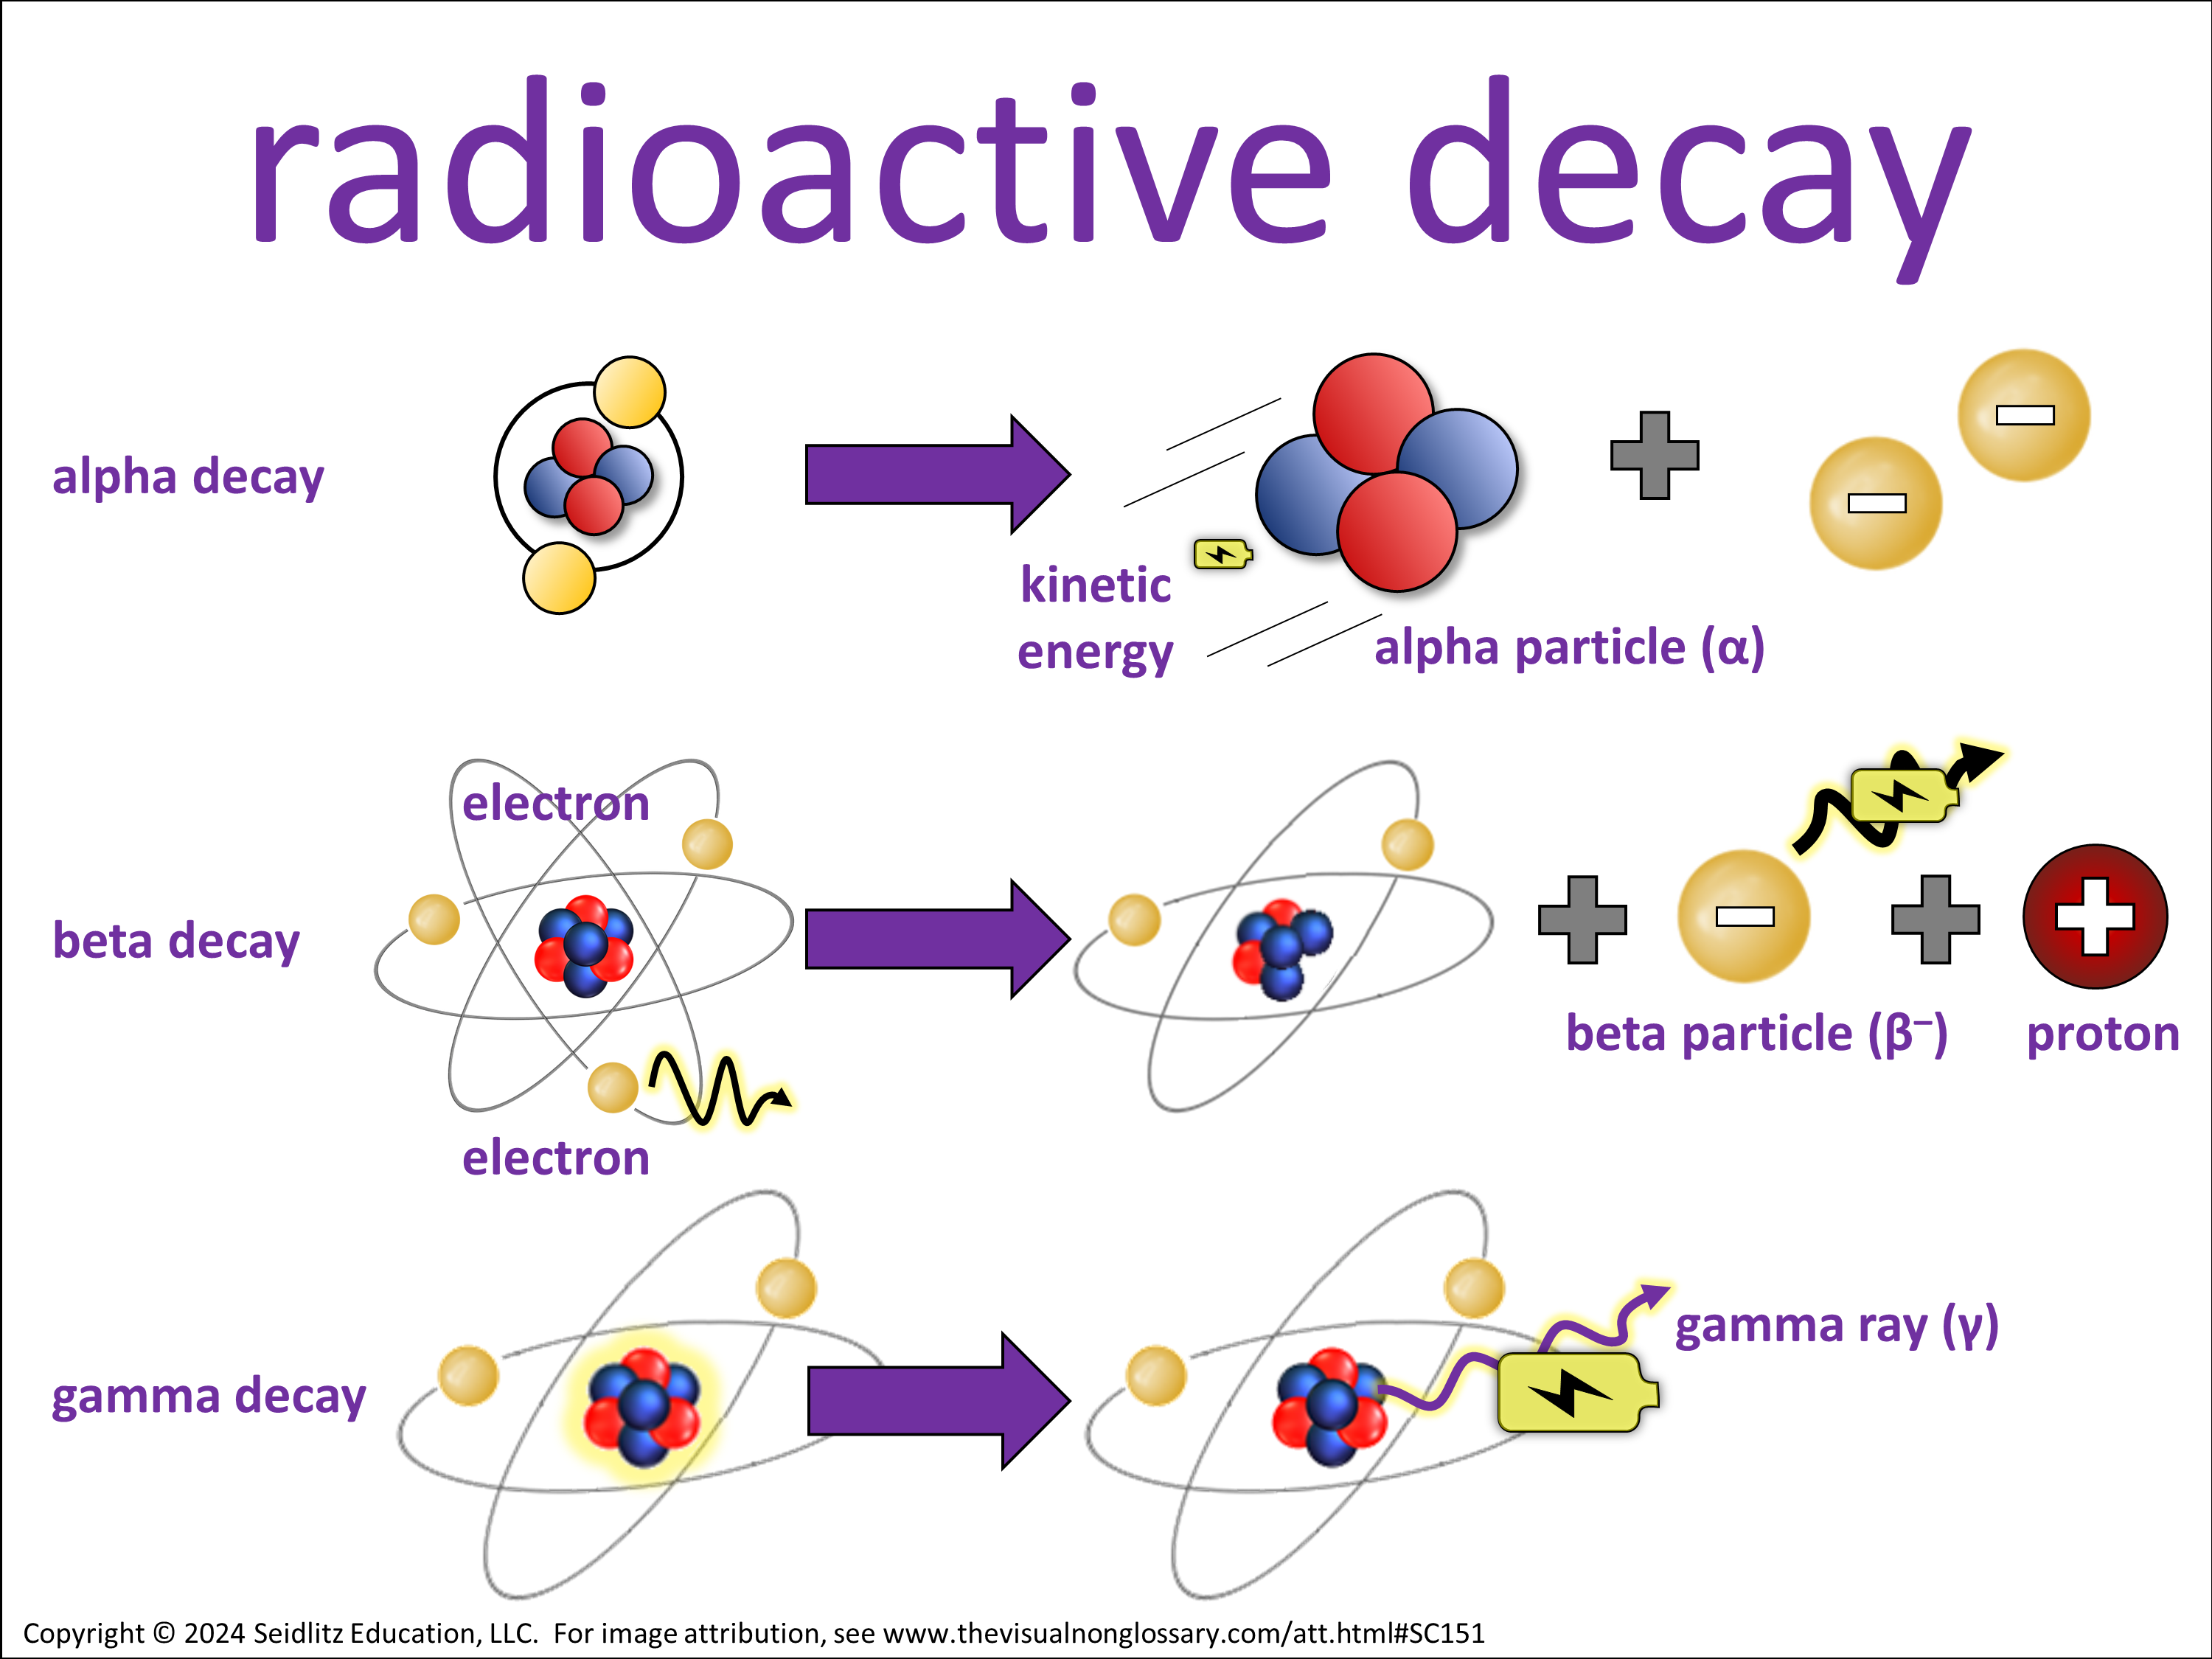 radioactive decay
alpha decay
kinetic
energy
alpha particle (α)
electron
beta decay
beta particle (β–)
proton
electron
gamma decay
gamma ray (γ)
Copyright © 2024 Seidlitz Education, LLC.  For image attribution, see www.thevisualnonglossary.com/att.html#SC151